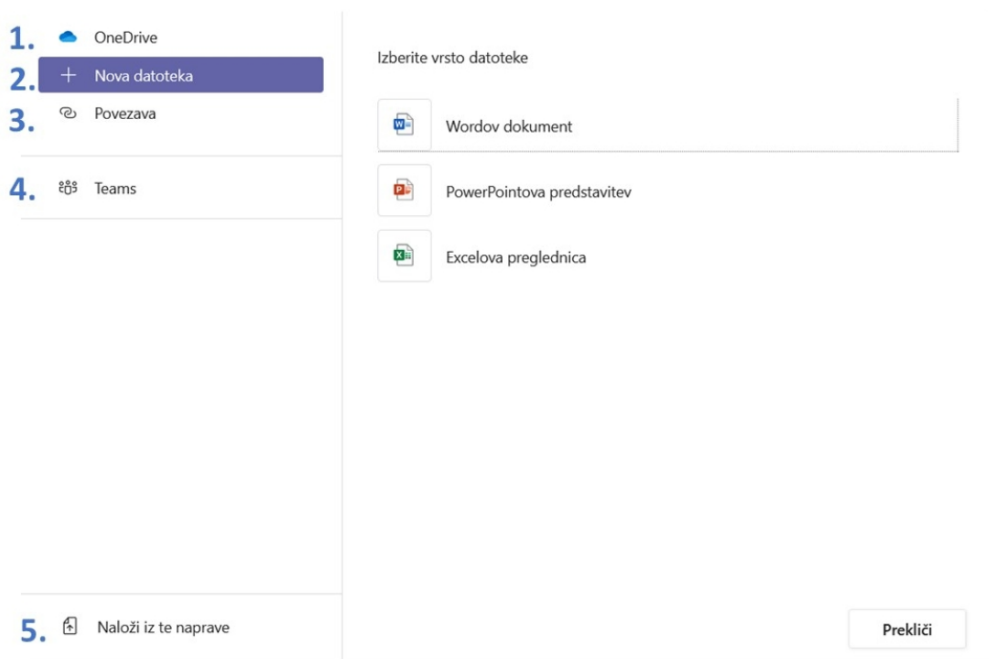 1. OneDrive
2. Nova datoteka
3. Povezava
4. Teams
5. Naloži iz te naprave
Izberite vrsto datoteke
Wordov dokument
PowerPointova predstavitev
Excelova preglednica
Prekliči